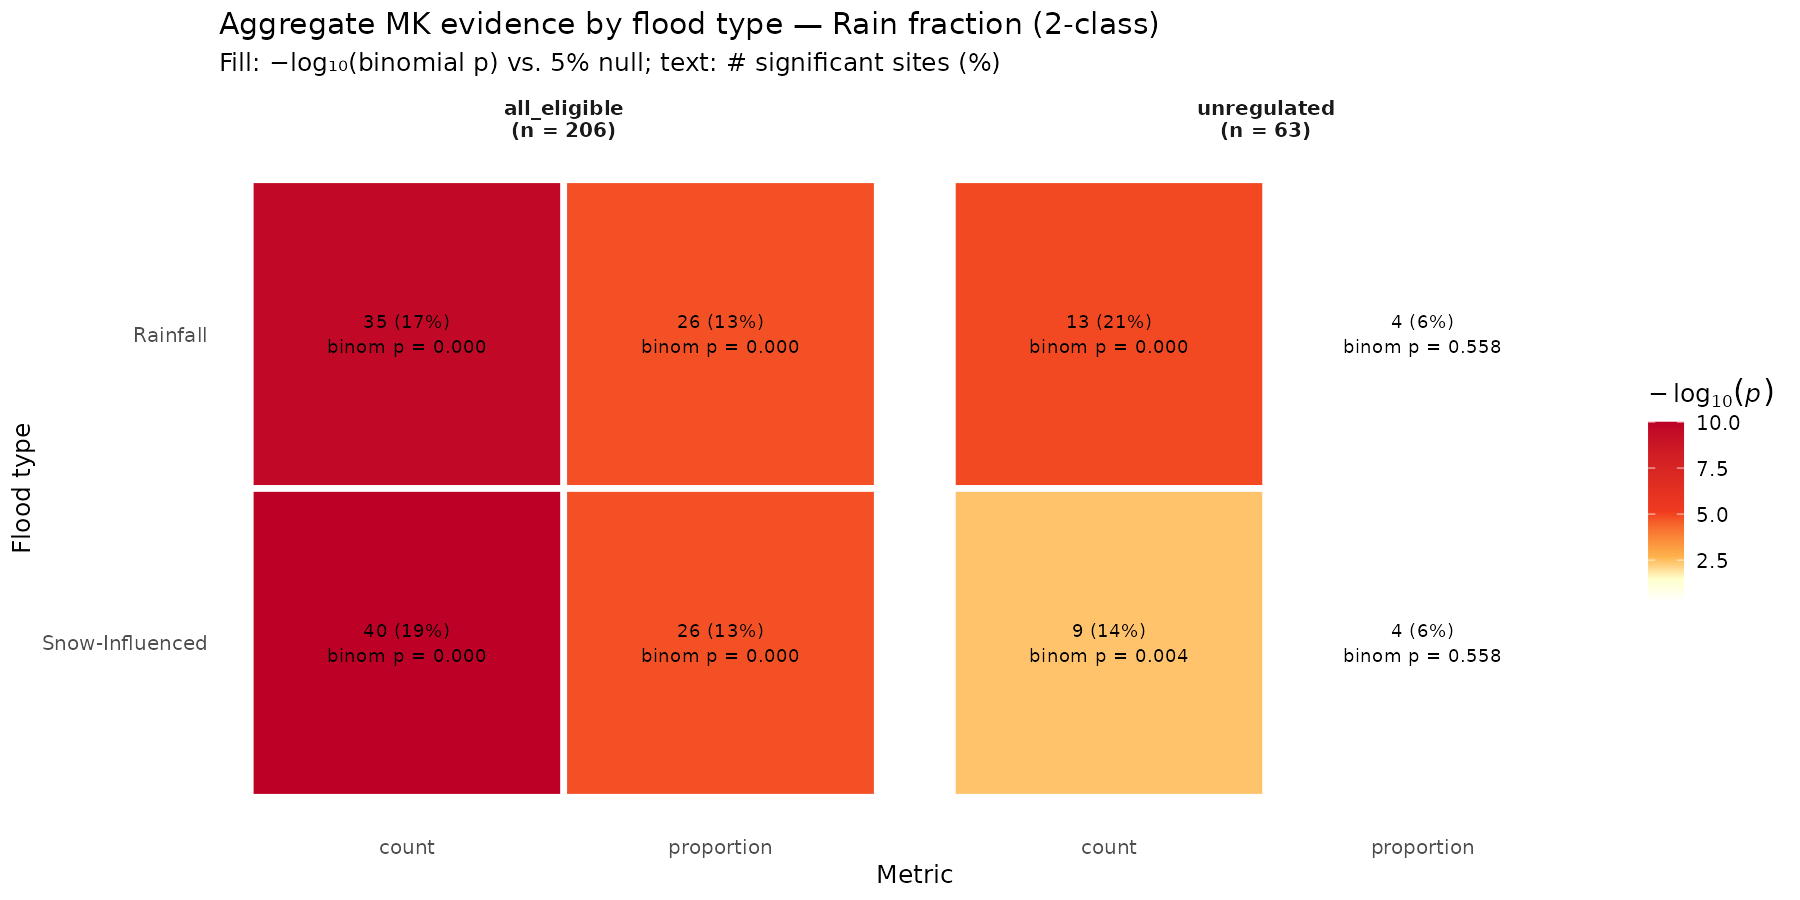 Aggregate MK evidence by flood type — Rain fraction (2-class)
Fill: −log₁₀(binomial p) vs. 5% null; text: # significant sites (%)
all_eligible
(n = 206)
unregulated
(n = 63)
Flood type
Rainfall
35 (17%)
binom p = 0.000
26 (13%)
binom p = 0.000
13 (21%)
binom p = 0.000
4 (6%)
binom p = 0.558
Snow-Influenced
40 (19%)
binom p = 0.000
26 (13%)
binom p = 0.000
9 (14%)
binom p = 0.004
4 (6%)
binom p = 0.558
count
proportion
count
proportion
Metric
− log₁₀(p)
10.0
7.5
5.0
2.5